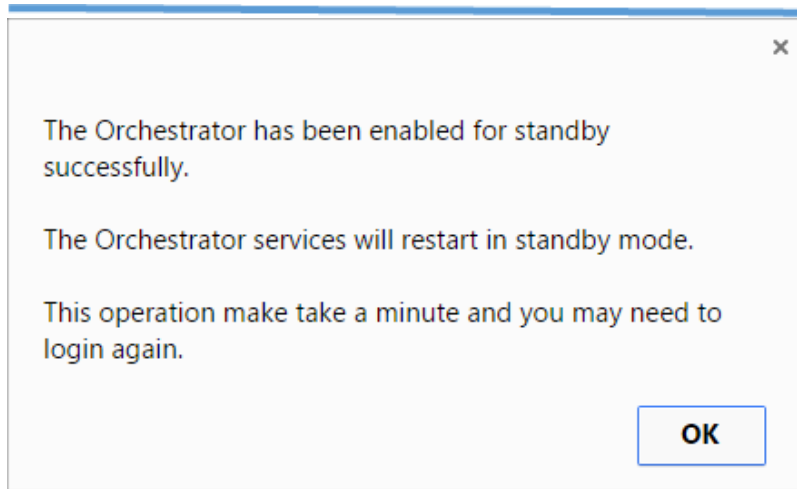 The Orchestrator has been enabled for standby
successfully.
The Orchestrator services will restart in standby mode.
This operation make take a minute and you may need to
login again.
OK